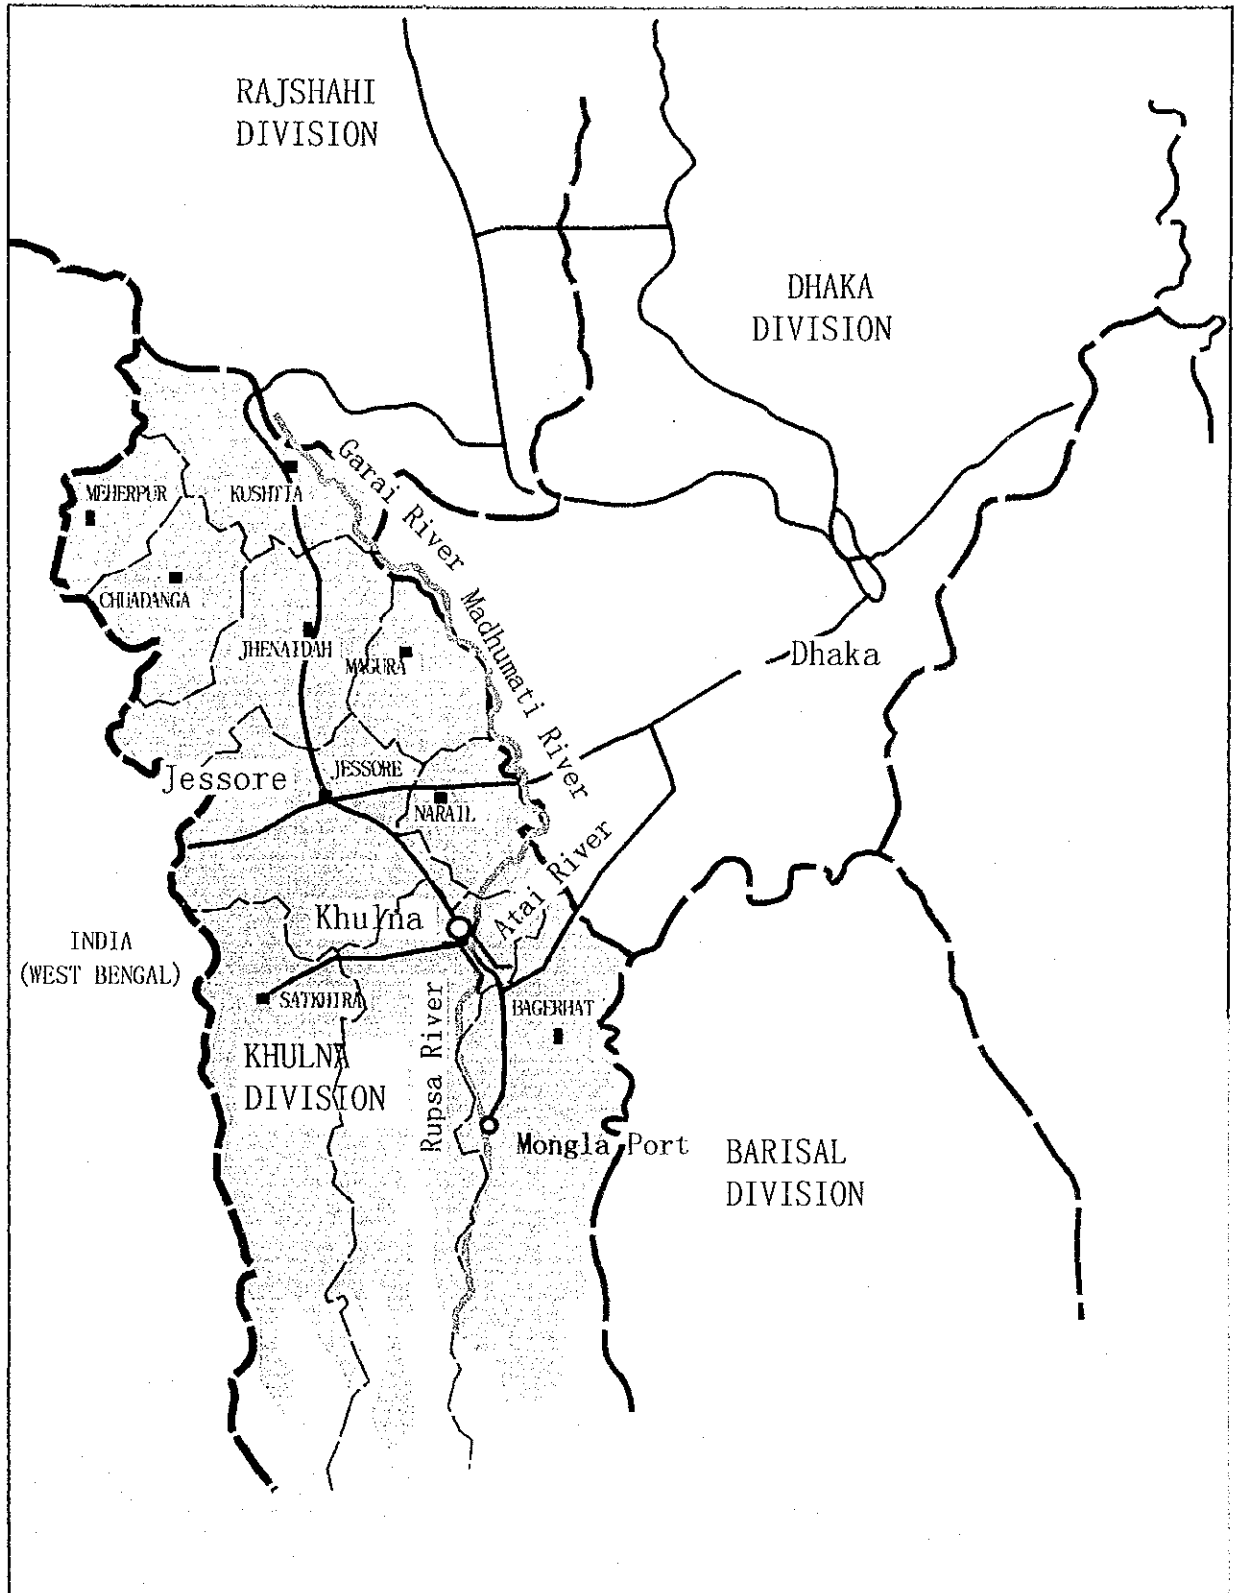 RAJSHAHI
DIVISION
DHAKA
DIVISION
Garai River
MEHERPUR
KUSHTIA
CHUADANGA
Madhumati River
JHENAIDAH
MAGURA
Dhaka
Jessore
JESSORE
NARAIL
Atai River
Khulna
INDIA
(WEST BENGAL)
SATKHIRA
BAGERHAT
Rupsa River
KHULNA
DIVISION
Mongla Port
BARISAL
DIVISION